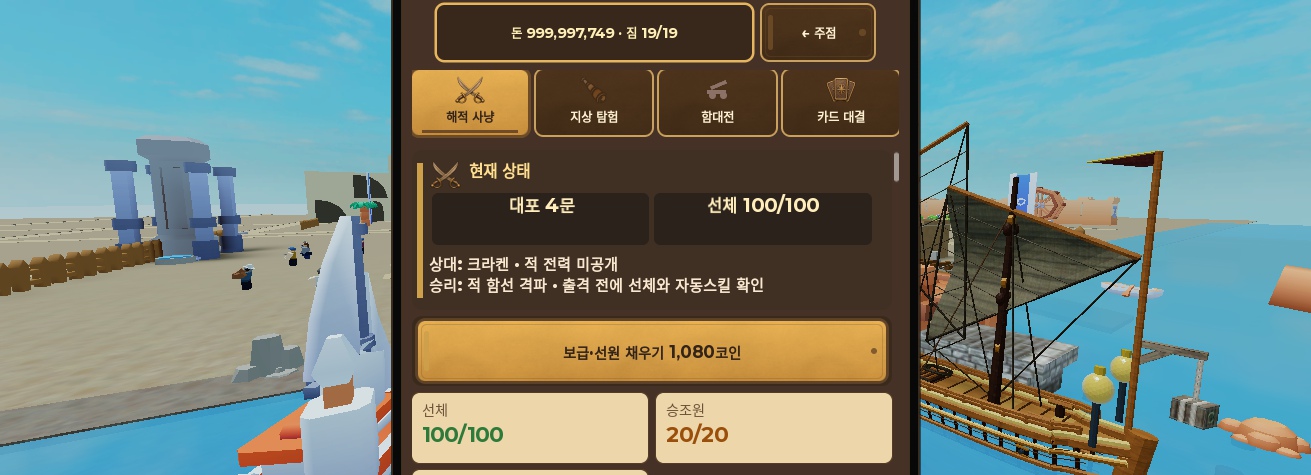 돈 999,997,749 · 짐 19/19
← 주점
해적 사냥
지상 탐험
함대전
카드 대결
현재 상태
대포 4문
선체 100/100
상대: 크라켄 • 적 전력 미공개
승리: 적 함선 격파 • 출격 전에 선체와 자동스킬 확인
보급·선원 채우기 1,080코인
선체
100/100
승조원
20/20